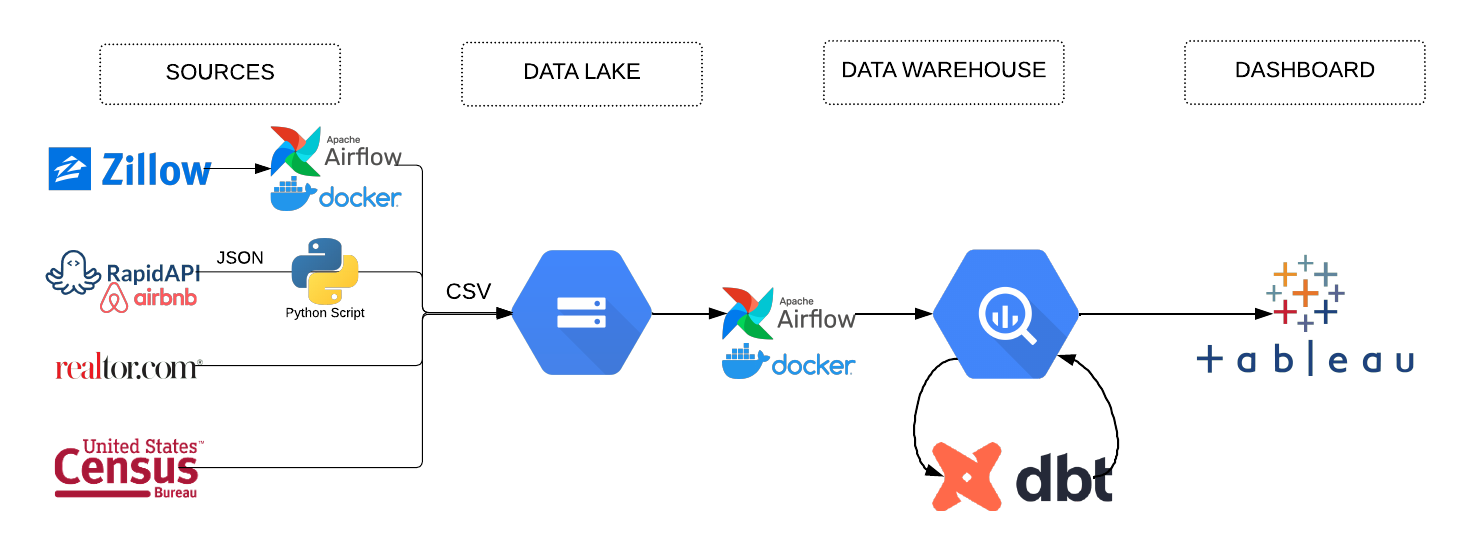 SOURCES
DATA LAKE
DATA WAREHOUSE
DASHBOARD
Zillow
Apache
Airflow
docker
RapidAPI
airbnb
JSON
Python Script
CSV
realtor.com®
United States™
Census
Bureau
Apache
Airflow
docker
dbt
+ableau